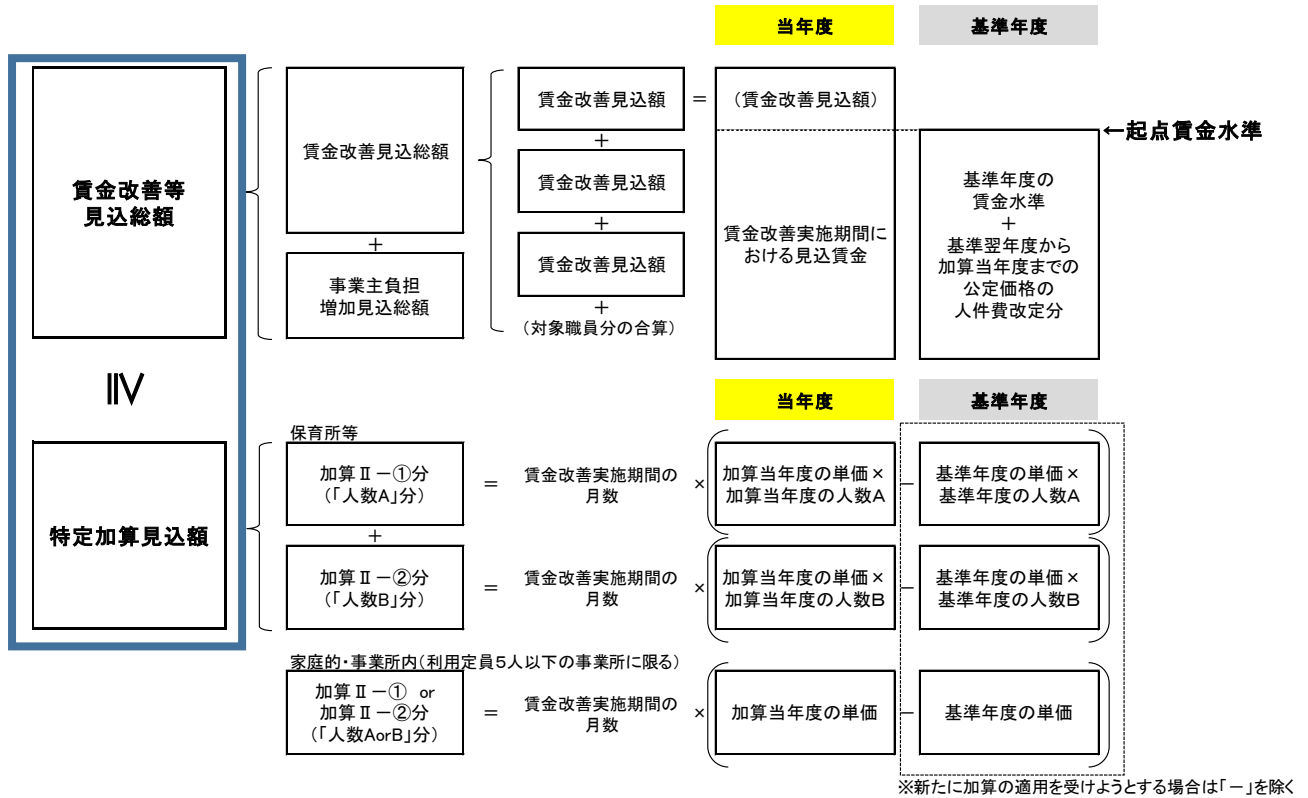 当年度
基準年度
賃金改善等
見込総額
賃金改善見込総額
＋
事業主負担
増加見込総額
賃金改善見込額
＋
賃金改善見込額
＋
賃金改善見込額
＋
（対象職員分の合算）
＝
（賃金改善見込額）
賃金改善実施期間に
おける見込賃金
←起点賃金水準
基準年度の
賃金水準
＋
基準翌年度から
加算当年度までの
公定価格の
人件費改定分
≧
当年度
基準年度
特定加算見込額
保育所等
加算Ⅱ－①分
（「人数A」分）
＝
賃金改善実施期間の
月数
×
加算当年度の単価×
加算当年度の人数A
－
基準年度の単価×
基準年度の人数A
＋
加算Ⅱ－②分
（「人数B」分）
＝
賃金改善実施期間の
月数
×
加算当年度の単価×
加算当年度の人数B
－
基準年度の単価×
基準年度の人数B
家庭的・事業所内（利用定員５人以下の事業所に限る）
加算Ⅱ－① or
加算Ⅱ－②分
（「人数AorB」分）
＝
賃金改善実施期間の
月数
×
加算当年度の単価
－
基準年度の単価
※新たに加算の適用を受けようとする場合は「－」を除く